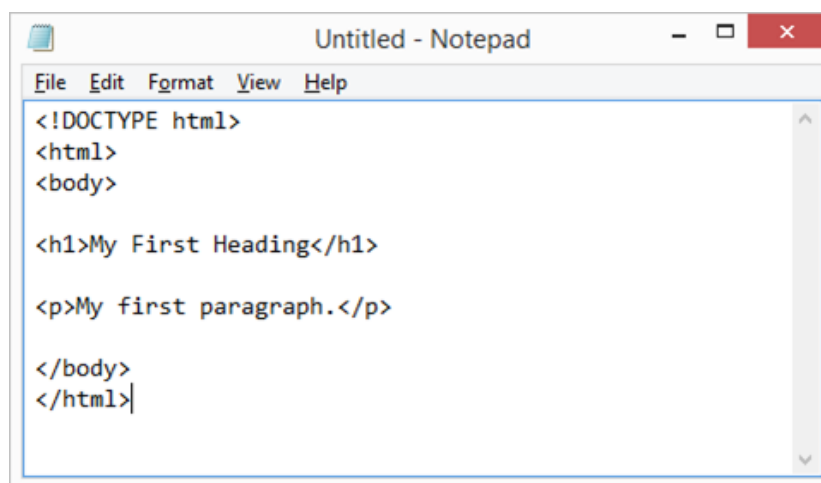 Untitled - Notepad
File Edit Format View Help
<!DOCTYPE html>
<html>
<body>
<h1>My First Heading</h1>
<p>My first paragraph.</p>
</body>
</html>